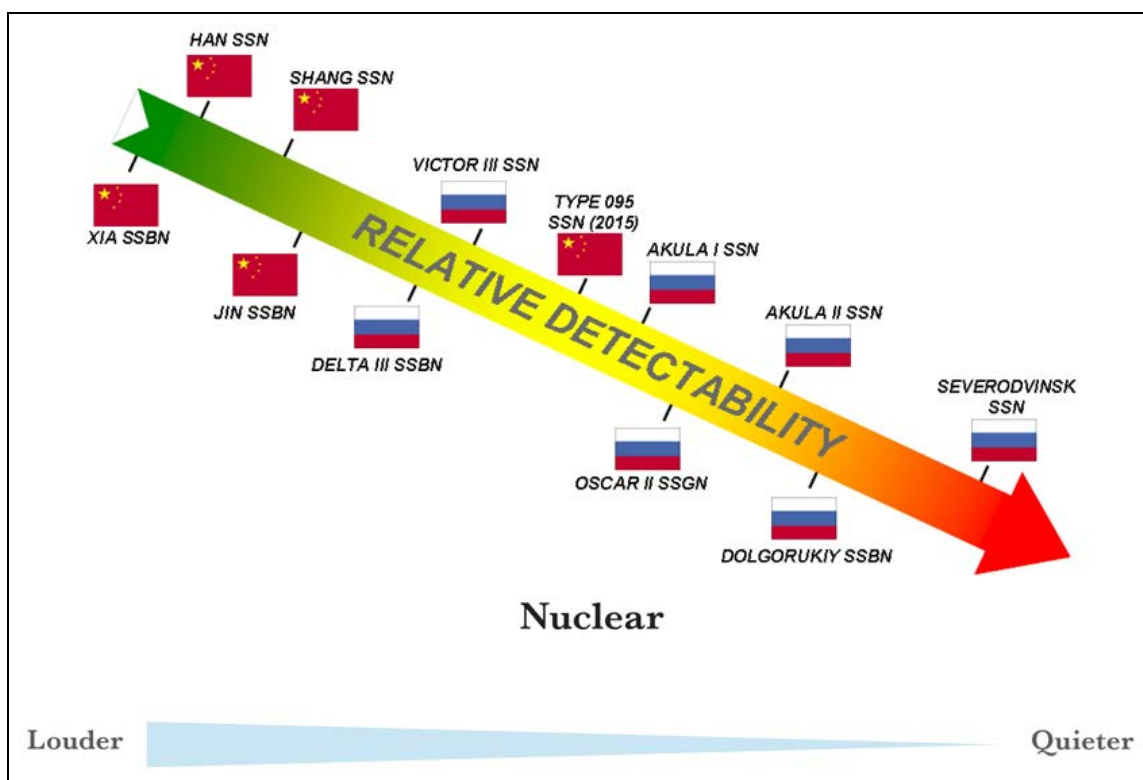 HAN SSN
SHANG SSN
XIA SSBN
JIN SSBN
VICTOR III SSN
DELTA III SSBN
TYPE 095
SSN (2015)
AKULA I SSN
OSCAR II SSGN
AKULA II SSN
DOLGORUKIY SSBN
SEVERODVINSK
SSN
RELATIVE DETECTABILITY
Nuclear
Louder
Quieter